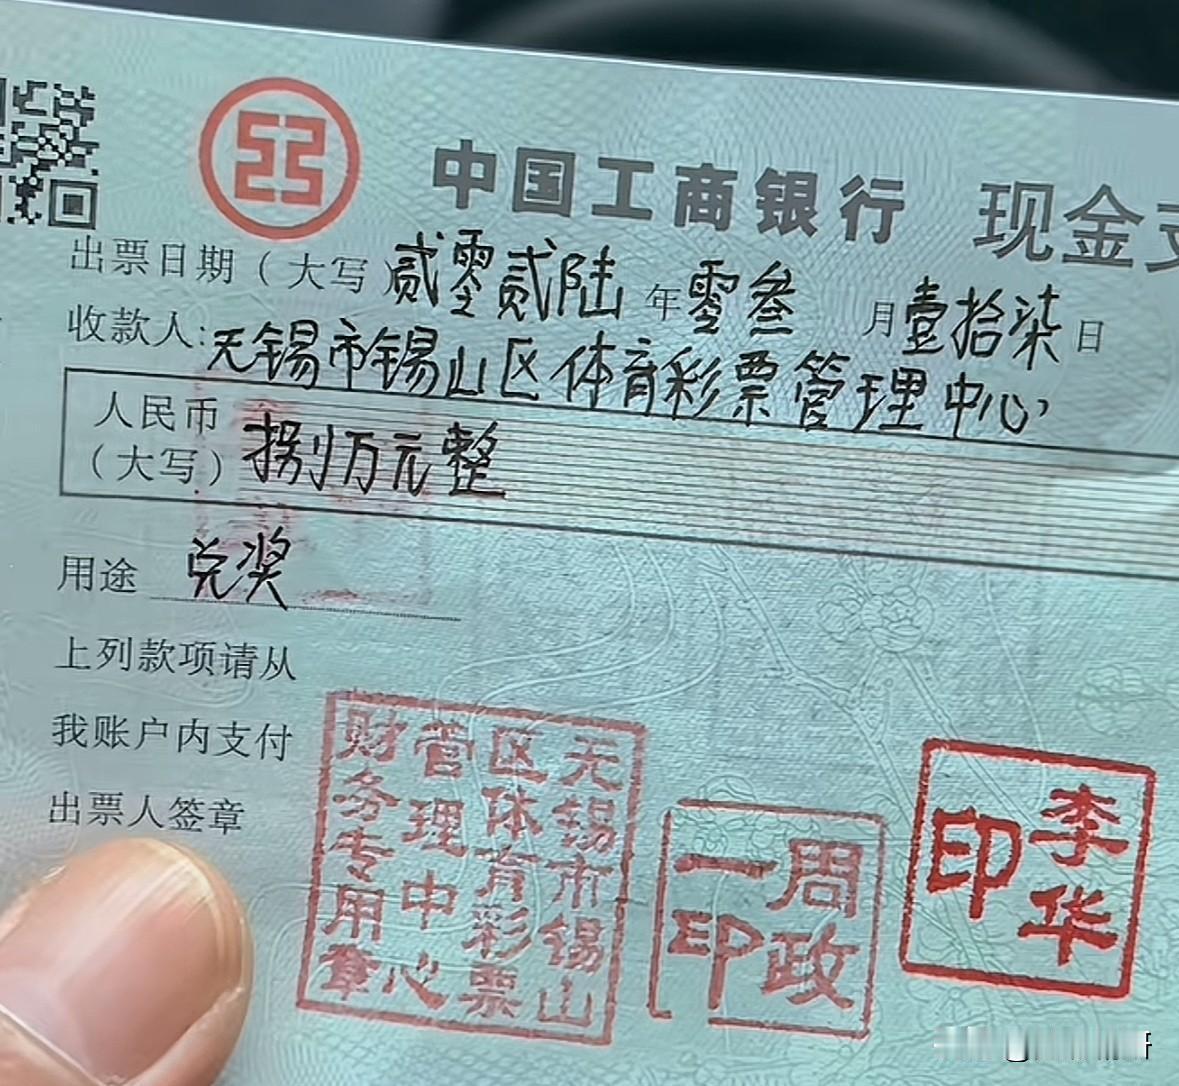 中国工商银行 现金支
出票日期（大写）贰零贰陆年零叁月壹拾柒日
收款人:无锡市锡山区体育彩票管理中心
人民币（大写）捌万元整
用途 兑奖
上列款项请从
我账户内支付
出票人签章
无锡市锡山
区体育彩票
管理中心
财务专用章
周政
一印
李华
印